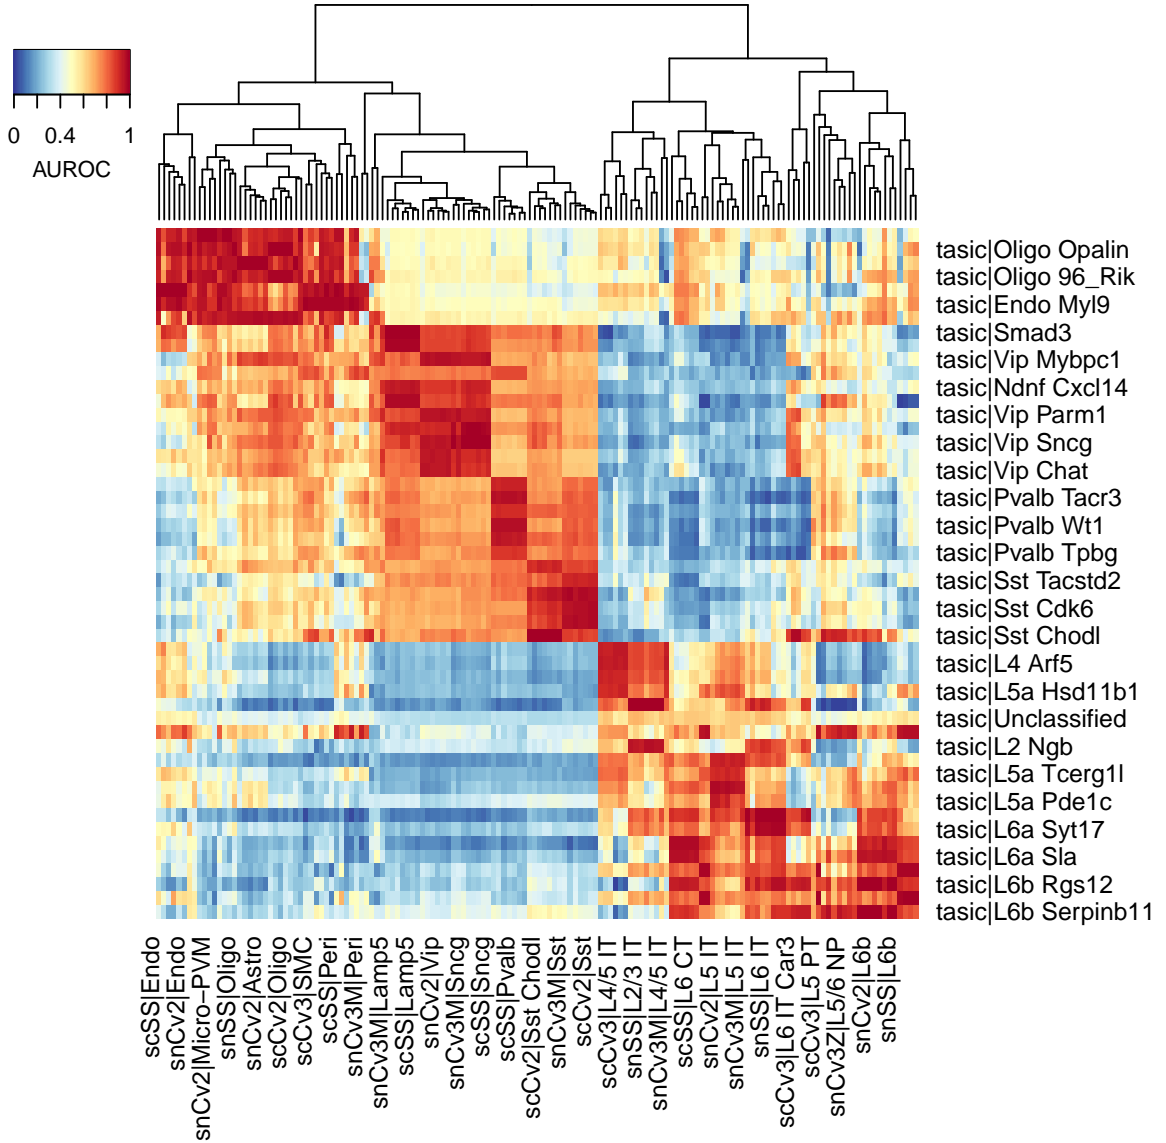 0 0.4 1
AUROC
tasic|Oligo Opalin
tasic|Oligo 96_Rik
tasic|Endo Myl9
tasic|Smad3
tasic|Vip Mybpc1
tasic|Ndnf Cxcl14
tasic|Vip Parm1
tasic|Vip Sncg
tasic|Vip Chat
tasic|Pvalb Tacr3
tasic|Pvalb Wt1
tasic|Pvalb Tpbg
tasic|Sst Tacstd2
tasic|Sst Cdk6
tasic|Sst Chodl
tasic|L4 Arf5
tasic|L5a Hsd11b1
tasic|Unclassified
tasic|L2 Ngb
tasic|L5a Tcerg1l
tasic|L5a Pde1c
tasic|L6a Syt17
tasic|L6a Sla
tasic|L6b Rgs12
tasic|L6b Serpinb11
scSS|Endo
snCv2|Endo
snCv2|Micro−PVM
snSS|Oligo
snCv2|Astro
scCv2|Oligo
scCv3|SMC
scSS|Peri
snCv3M|Peri
snCv3M|Lamp5
scSS|Lamp5
snCv2|Vip
snCv3M|Sncg
scSS|Sncg
scSS|Pvalb
scCv2|Sst Chodl
snCv3M|Sst
scCv2|Sst
scCv3|L4/5 IT
snSS|L2/3 IT
snCv3M|L4/5 IT
scSS|L6 CT
snCv2|L5 IT
snCv3M|L5 IT
snSS|L6 IT
scCv3|L6 IT Car3
scCv3|L5 PT
snCv3Z|L5/6 NP
snCv2|L6b
snSS|L6b